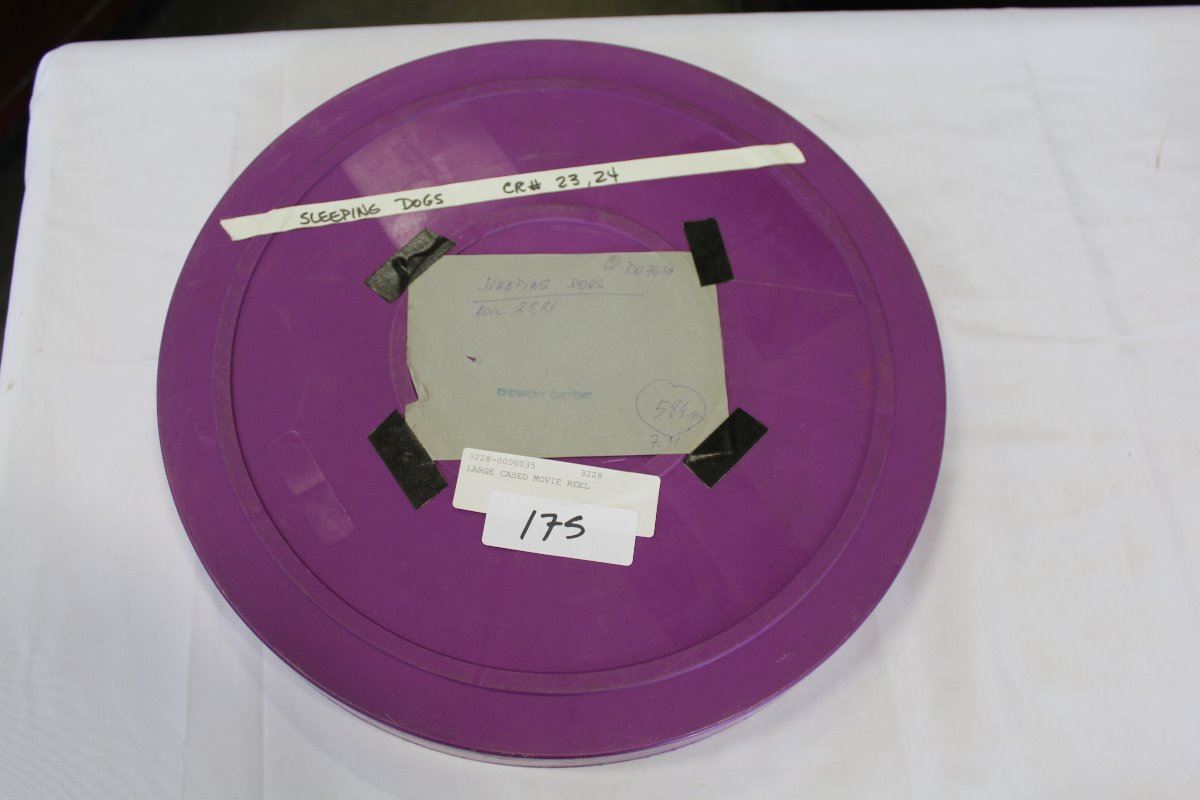 SLEEPING DOGS CR# 23,24
SLEEPING DOGS
ROLL 23,24
CHEMICKY ČIŠTĚNO
584m
3228-0000035 3228
LARGE CASED MOVIE REEL
175